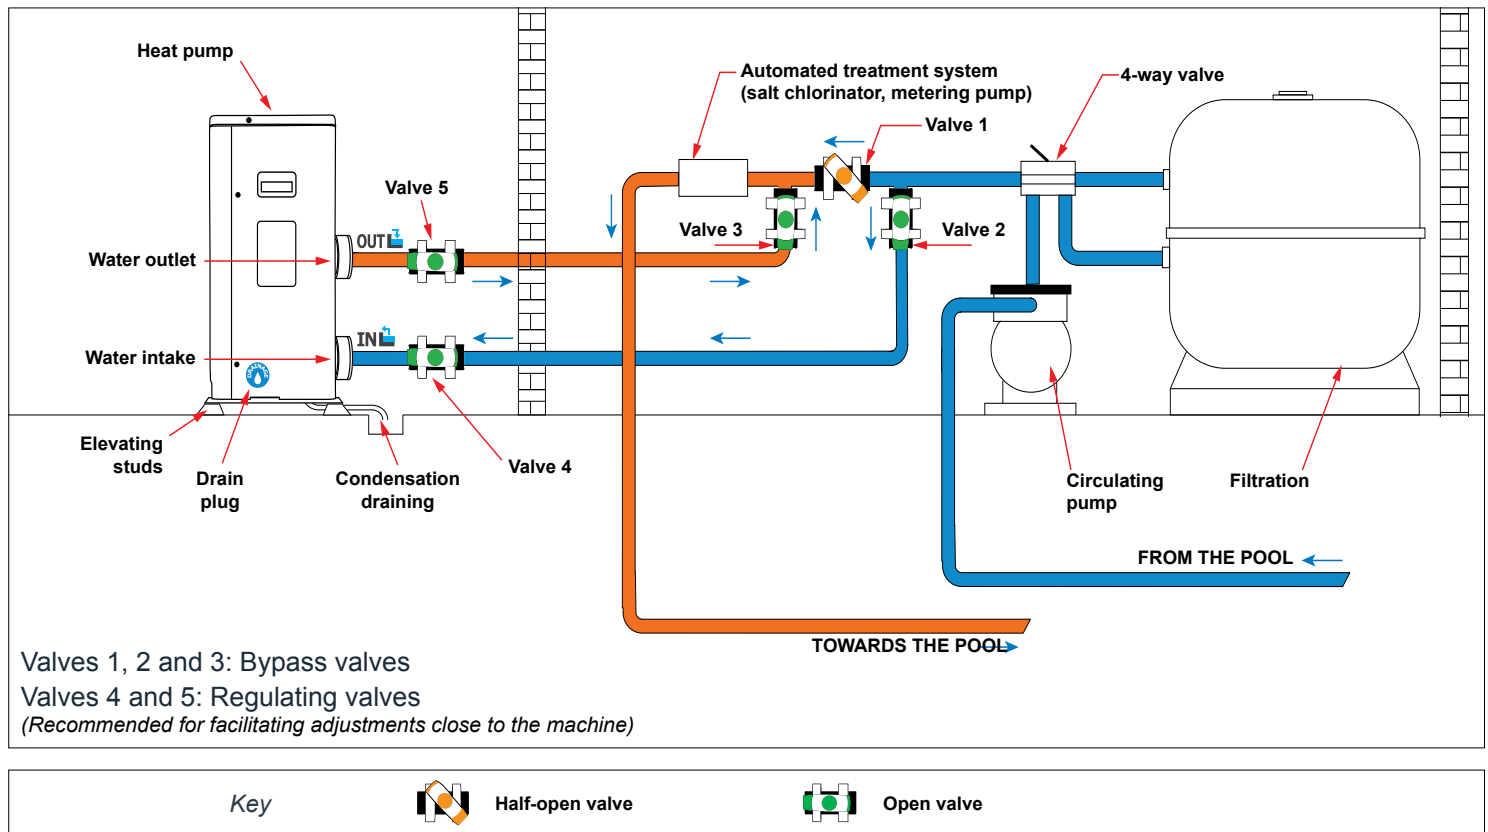 Heat pump
Automated treatment system
(salt chlorinator, metering pump)
4-way valve
Valve 1
Valve 5
Valve 3
Valve 2
OUT
Water outlet
IN
Water intake
Elevating
studs
Drain
plug
Condensation
draining
Valve 4
Circulating
pump
Filtration
FROM THE POOL
TOWARDS THE POOL
Valves 1, 2 and 3: Bypass valves
Valves 4 and 5: Regulating valves
(Recommended for facilitating adjustments close to the machine)
Key
Half-open valve
Open valve